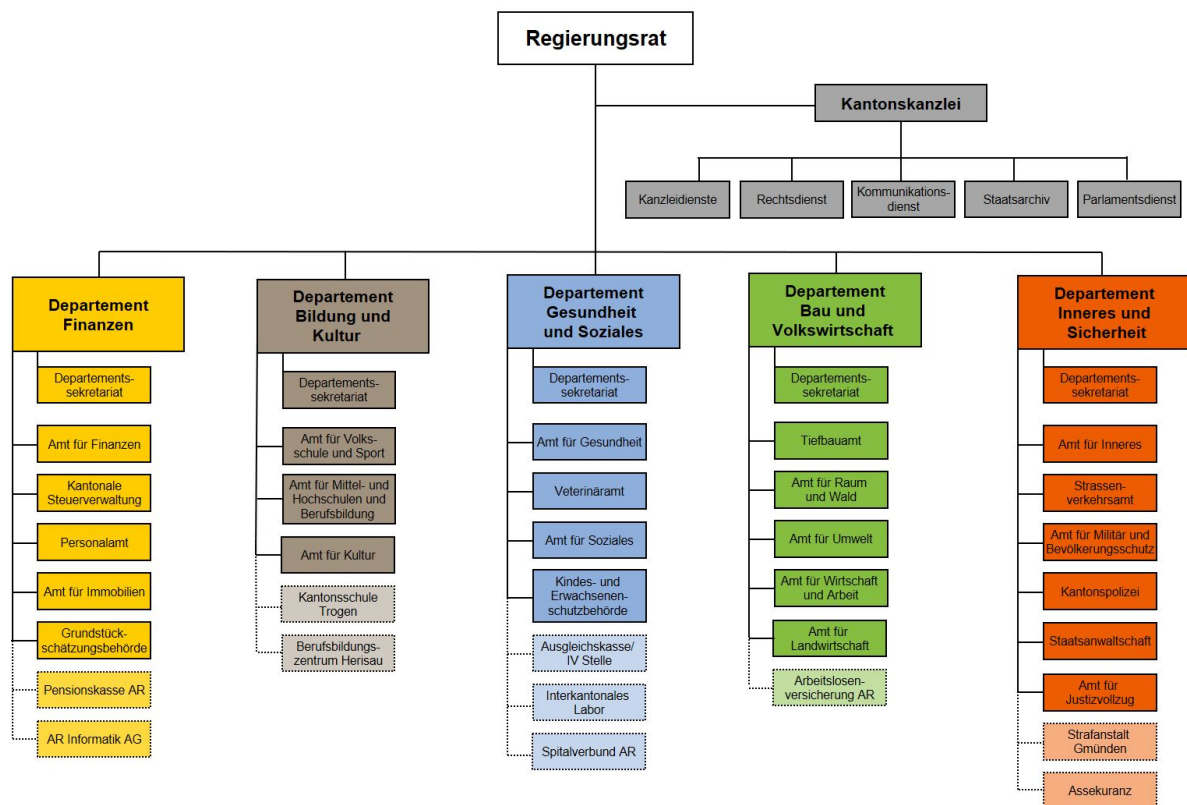 Regierungsrat
Kantonskanzlei
Kanzleidienste
Rechtsdienst
Kommunikations-
dienst
Staatsarchiv
Parlamentsdienst
Departement
Finanzen
Departements-
sekretariat
Amt für Finanzen
Kantonale
Steuerverwaltung
Personalamt
Amt für Immobilien
Grundstück-
schätzungsbehörde
Pensionskasse AR
AR Informatik AG
Departement
Bildung und
Kultur
Departements-
sekretariat
Amt für Volks-
schule und Sport
Amt für Mittel- und
Hochschulen und
Berufsbildung
Amt für Kultur
Kantonsschule
Trogen
Berufsbildungs-
zentrum Herisau
Departement
Gesundheit
und Soziales
Departements-
sekretariat
Amt für Gesundheit
Veterinäramt
Amt für Soziales
Kindes- und
Erwachsenen-
schutzbehörde
Ausgleichskasse/
IV Stelle
Interkantonales
Labor
Spitalverbund AR
Departement
Bau und
Volkswirtschaft
Departements-
sekretariat
Tiefbauamt
Amt für Raum
und Wald
Amt für Umwelt
Amt für Wirtschaft
und Arbeit
Amt für
Landwirtschaft
Arbeitslosen-
versicherung AR
Departement
Inneres und
Sicherheit
Departements-
sekretariat
Amt für Inneres
Strassen-
verkehrsamt
Amt für Militär und
Bevölkerungsschutz
Kantonspolizei
Staatsanwaltschaft
Amt für
Justizvollzug
Strafanstalt
Gmünden
Assekuranz